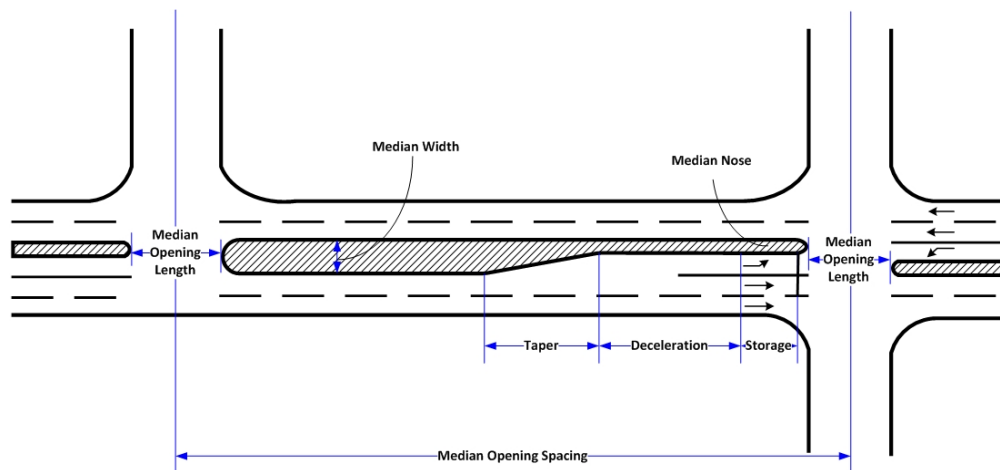 Median Width
Median Nose
Median
Opening
Length
Median
Opening
Length
Taper
Deceleration
Storage
Median Opening Spacing